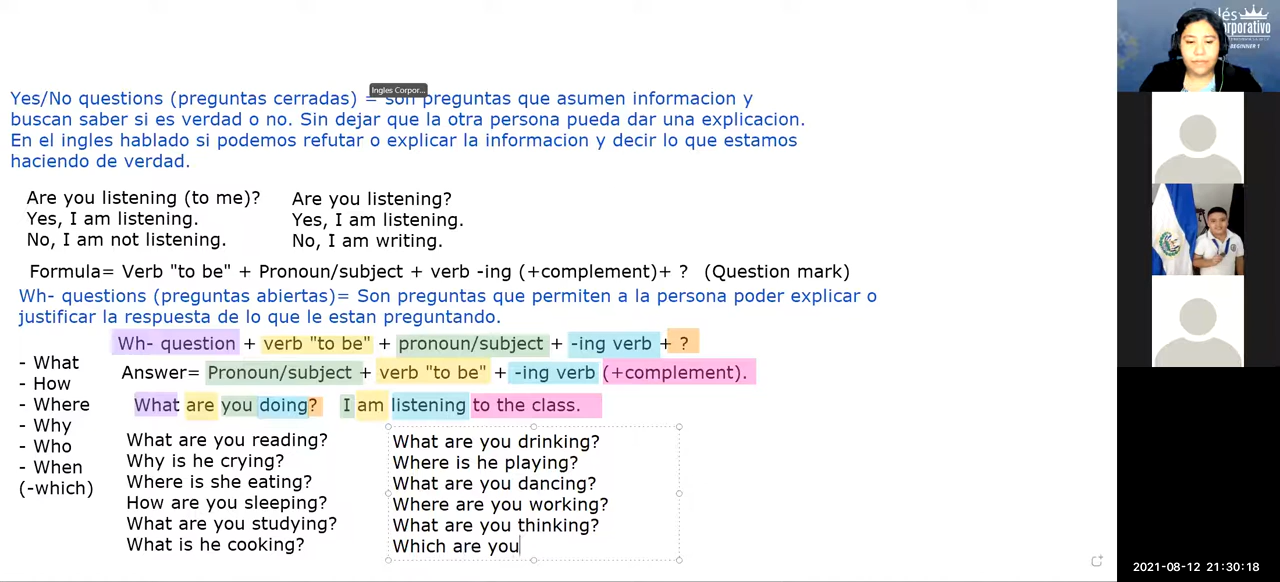 Ingles Corpor...
Yes/No questions (preguntas cerradas) = son preguntas que asumen informacion y
buscan saber si es verdad o no. Sin dejar que la otra persona pueda dar una explicacion.
En el ingles hablado si podemos refutar o explicar la informacion y decir lo que estamos
haciendo de verdad.
Are you listening (to me)?
Yes, I am listening.
No, I am not listening.
Are you listening?
Yes, I am listening.
No, I am writing.
Formula= Verb "to be" + Pronoun/subject + verb -ing (+complement)+ ? (Question mark)
Wh- questions (preguntas abiertas)= Son preguntas que permiten a la persona poder explicar o
justificar la respuesta de lo que le estan preguntando.
Wh- question + verb "to be" + pronoun/subject + -ing verb + ?
Answer= Pronoun/subject + verb "to be" + -ing verb (+complement).
What are you doing? I am listening to the class.
- What
- How
- Where
- Why
- Who
- When
(-which)
What are you reading?
Why is he crying?
Where is she eating?
How are you sleeping?
What are you studying?
What is he cooking?
What are you drinking?
Where is he playing?
What are you dancing?
Where are you working?
What are you thinking?
Which are you
BEGINNER 1
2021-08-12 21:30:18